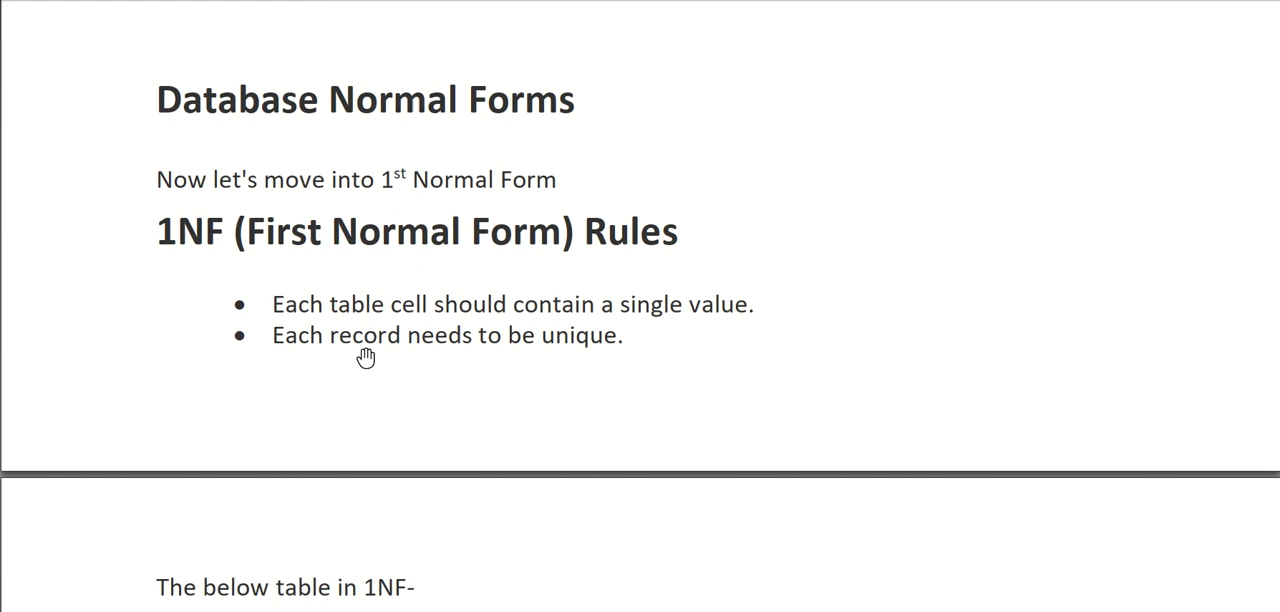 Database Normal Forms
Now let's move into 1st Normal Form
1NF (First Normal Form) Rules
• Each table cell should contain a single value.
• Each record needs to be unique.
The below table in 1NF-